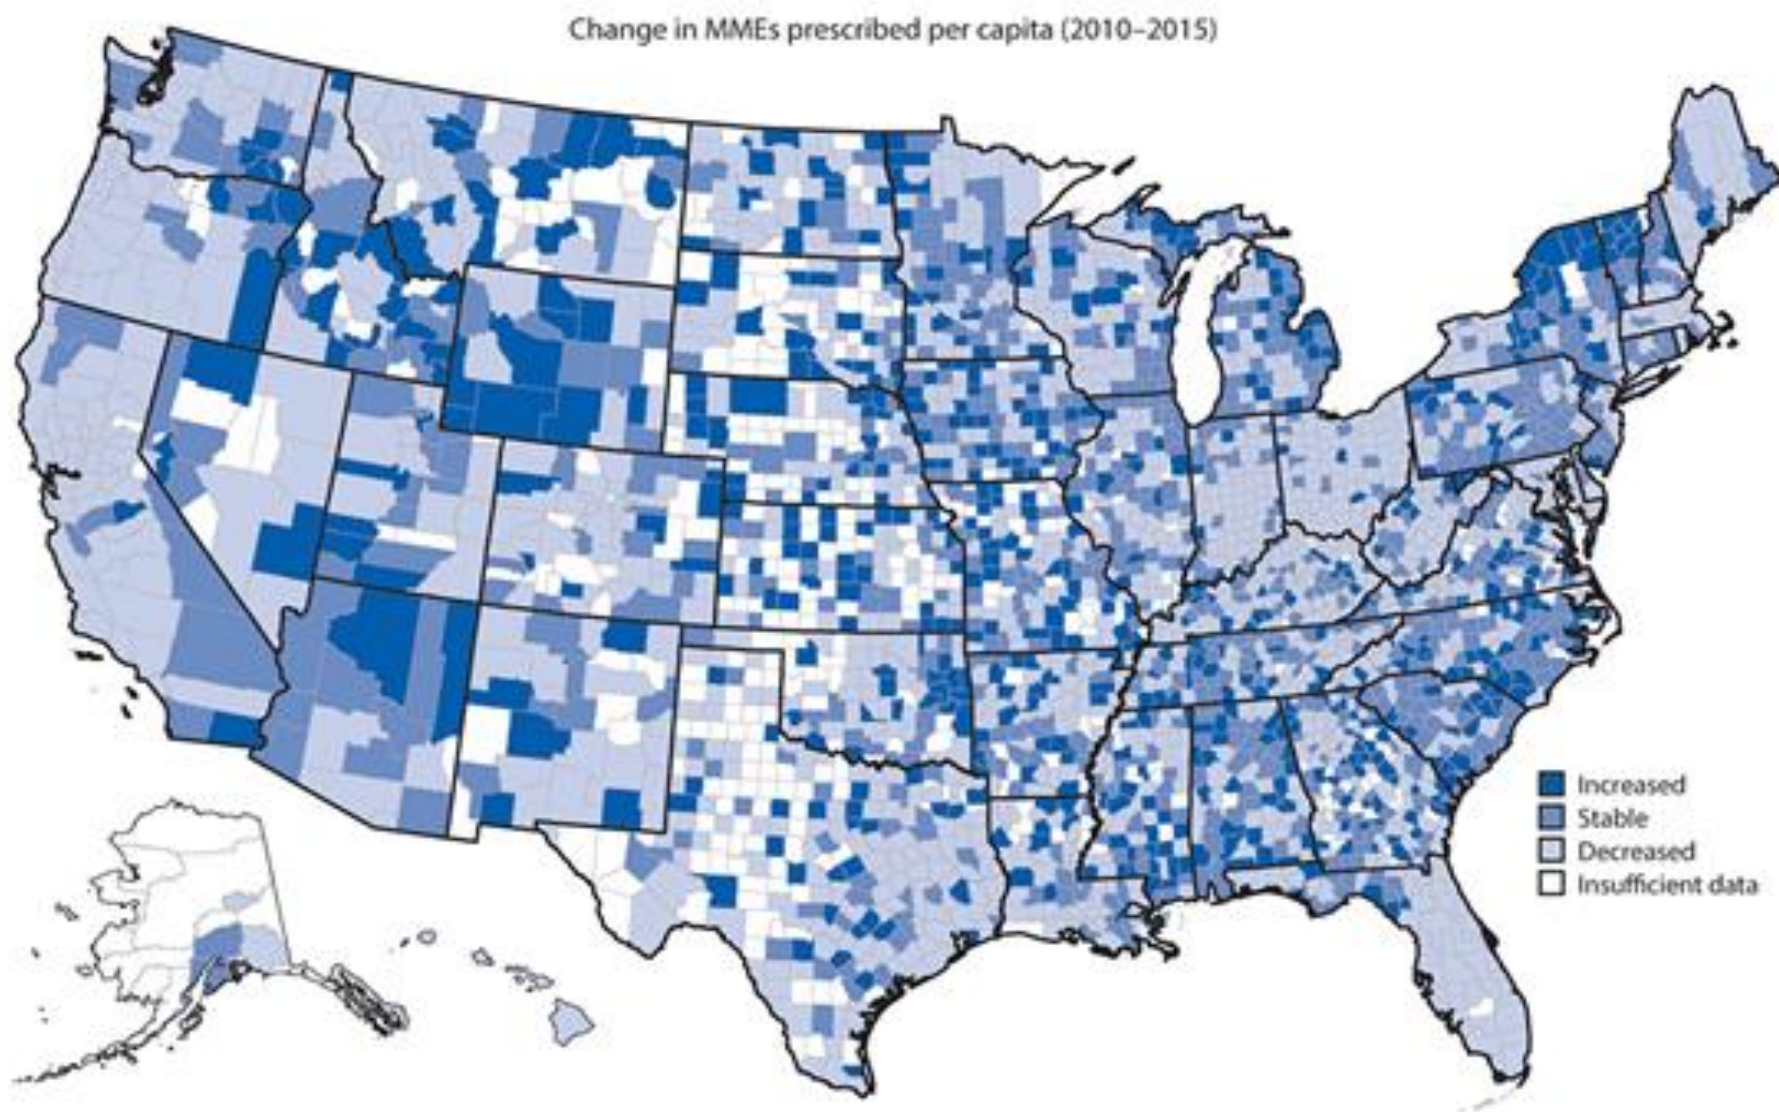 Change in MMEs prescribed per capita (2010–2015)
Increased
Stable
Decreased
Insufficient data